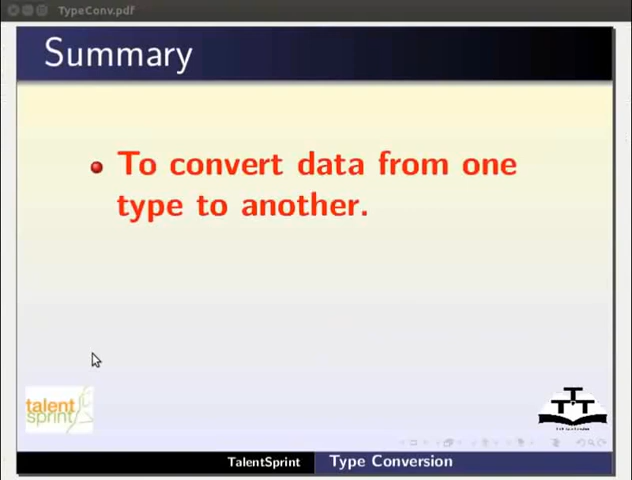 TypeConv.pdf
Summary
To convert data from one
type to another.
talent
sprint
TalentSprint
Type Conversion